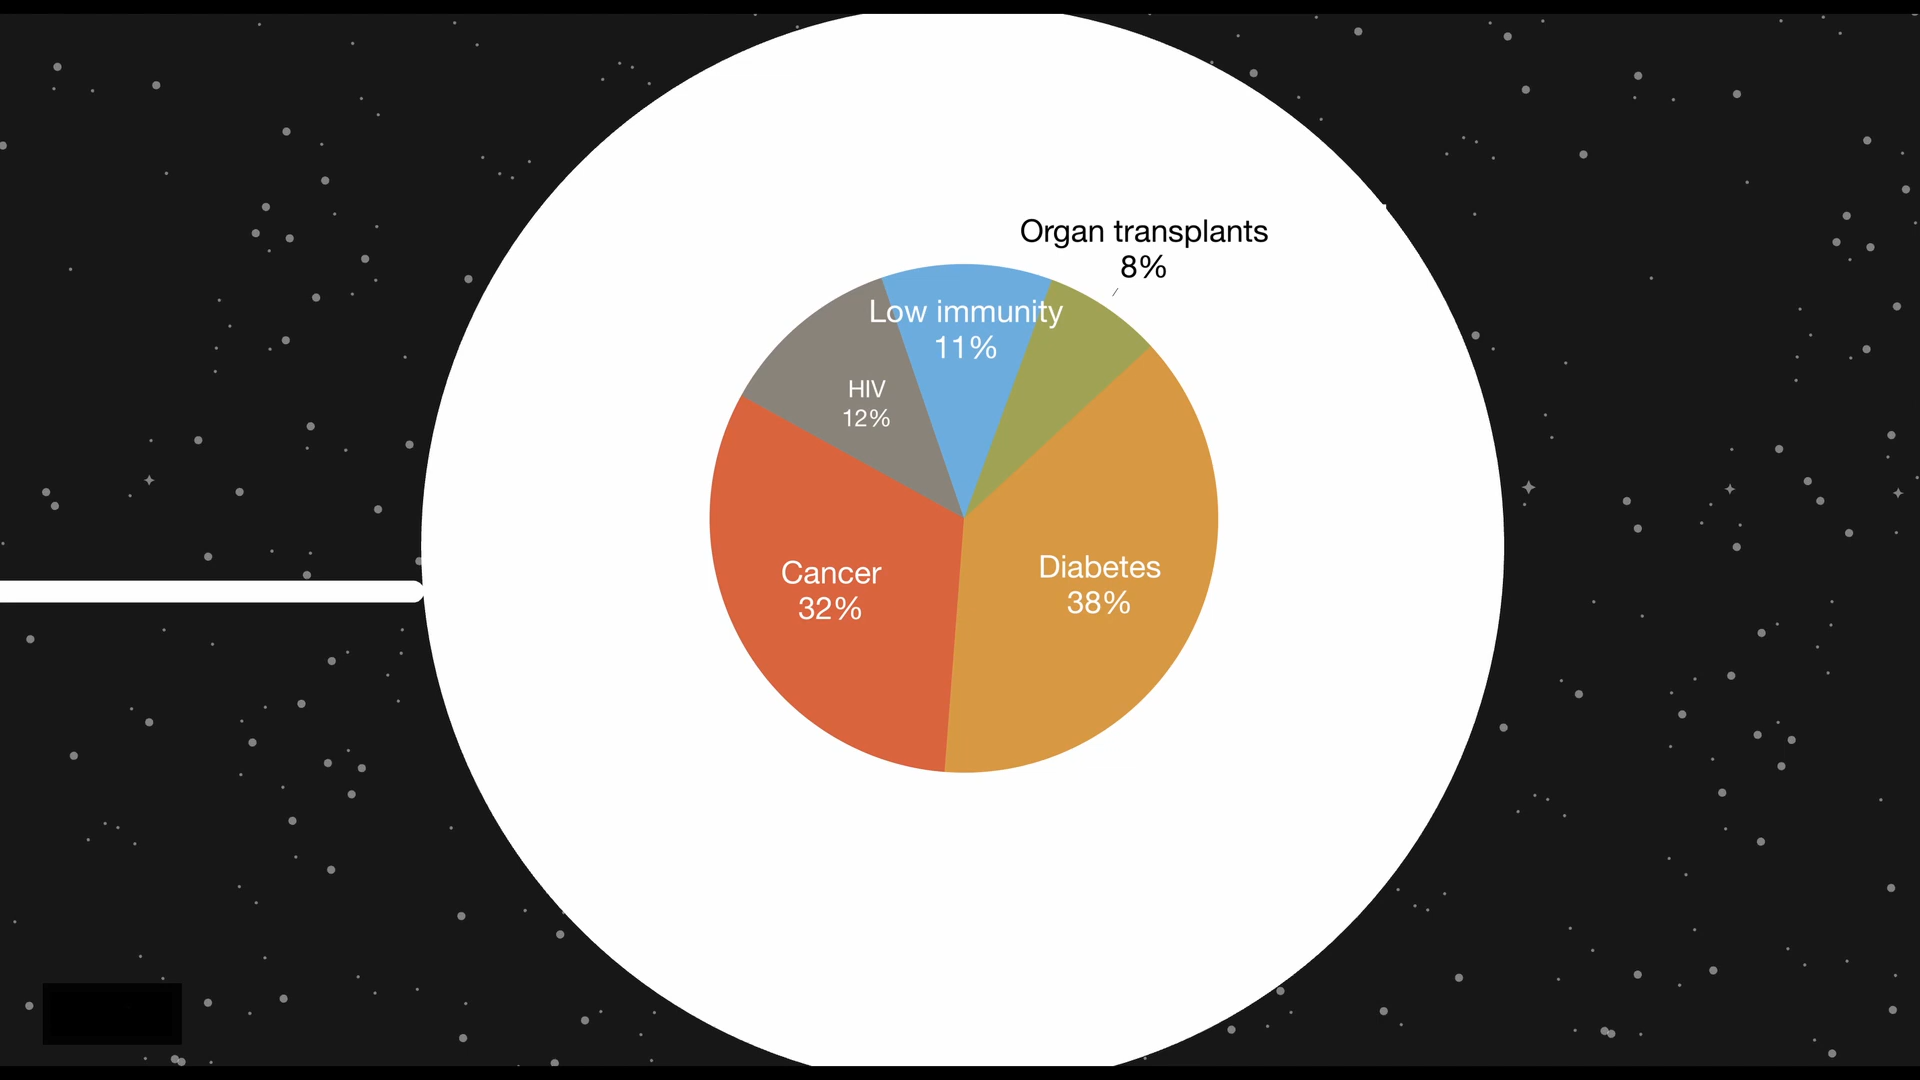 Organ transplants
8%
Low immunity
11%
HIV
12%
Cancer
32%
Diabetes
38%